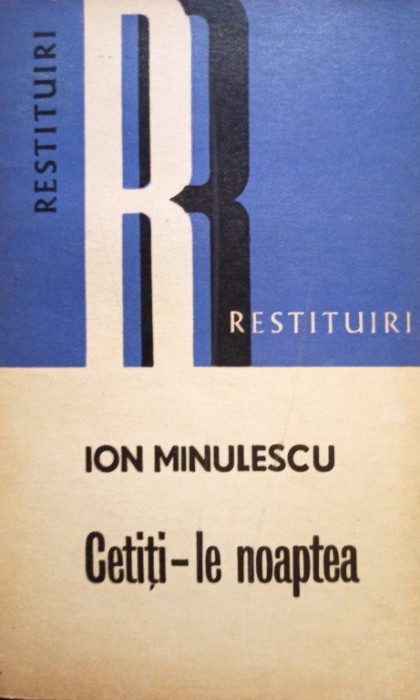 RESTITUIRI
R
RESTITUIRI
ION MINULESCU
Cetiți-le noaptea